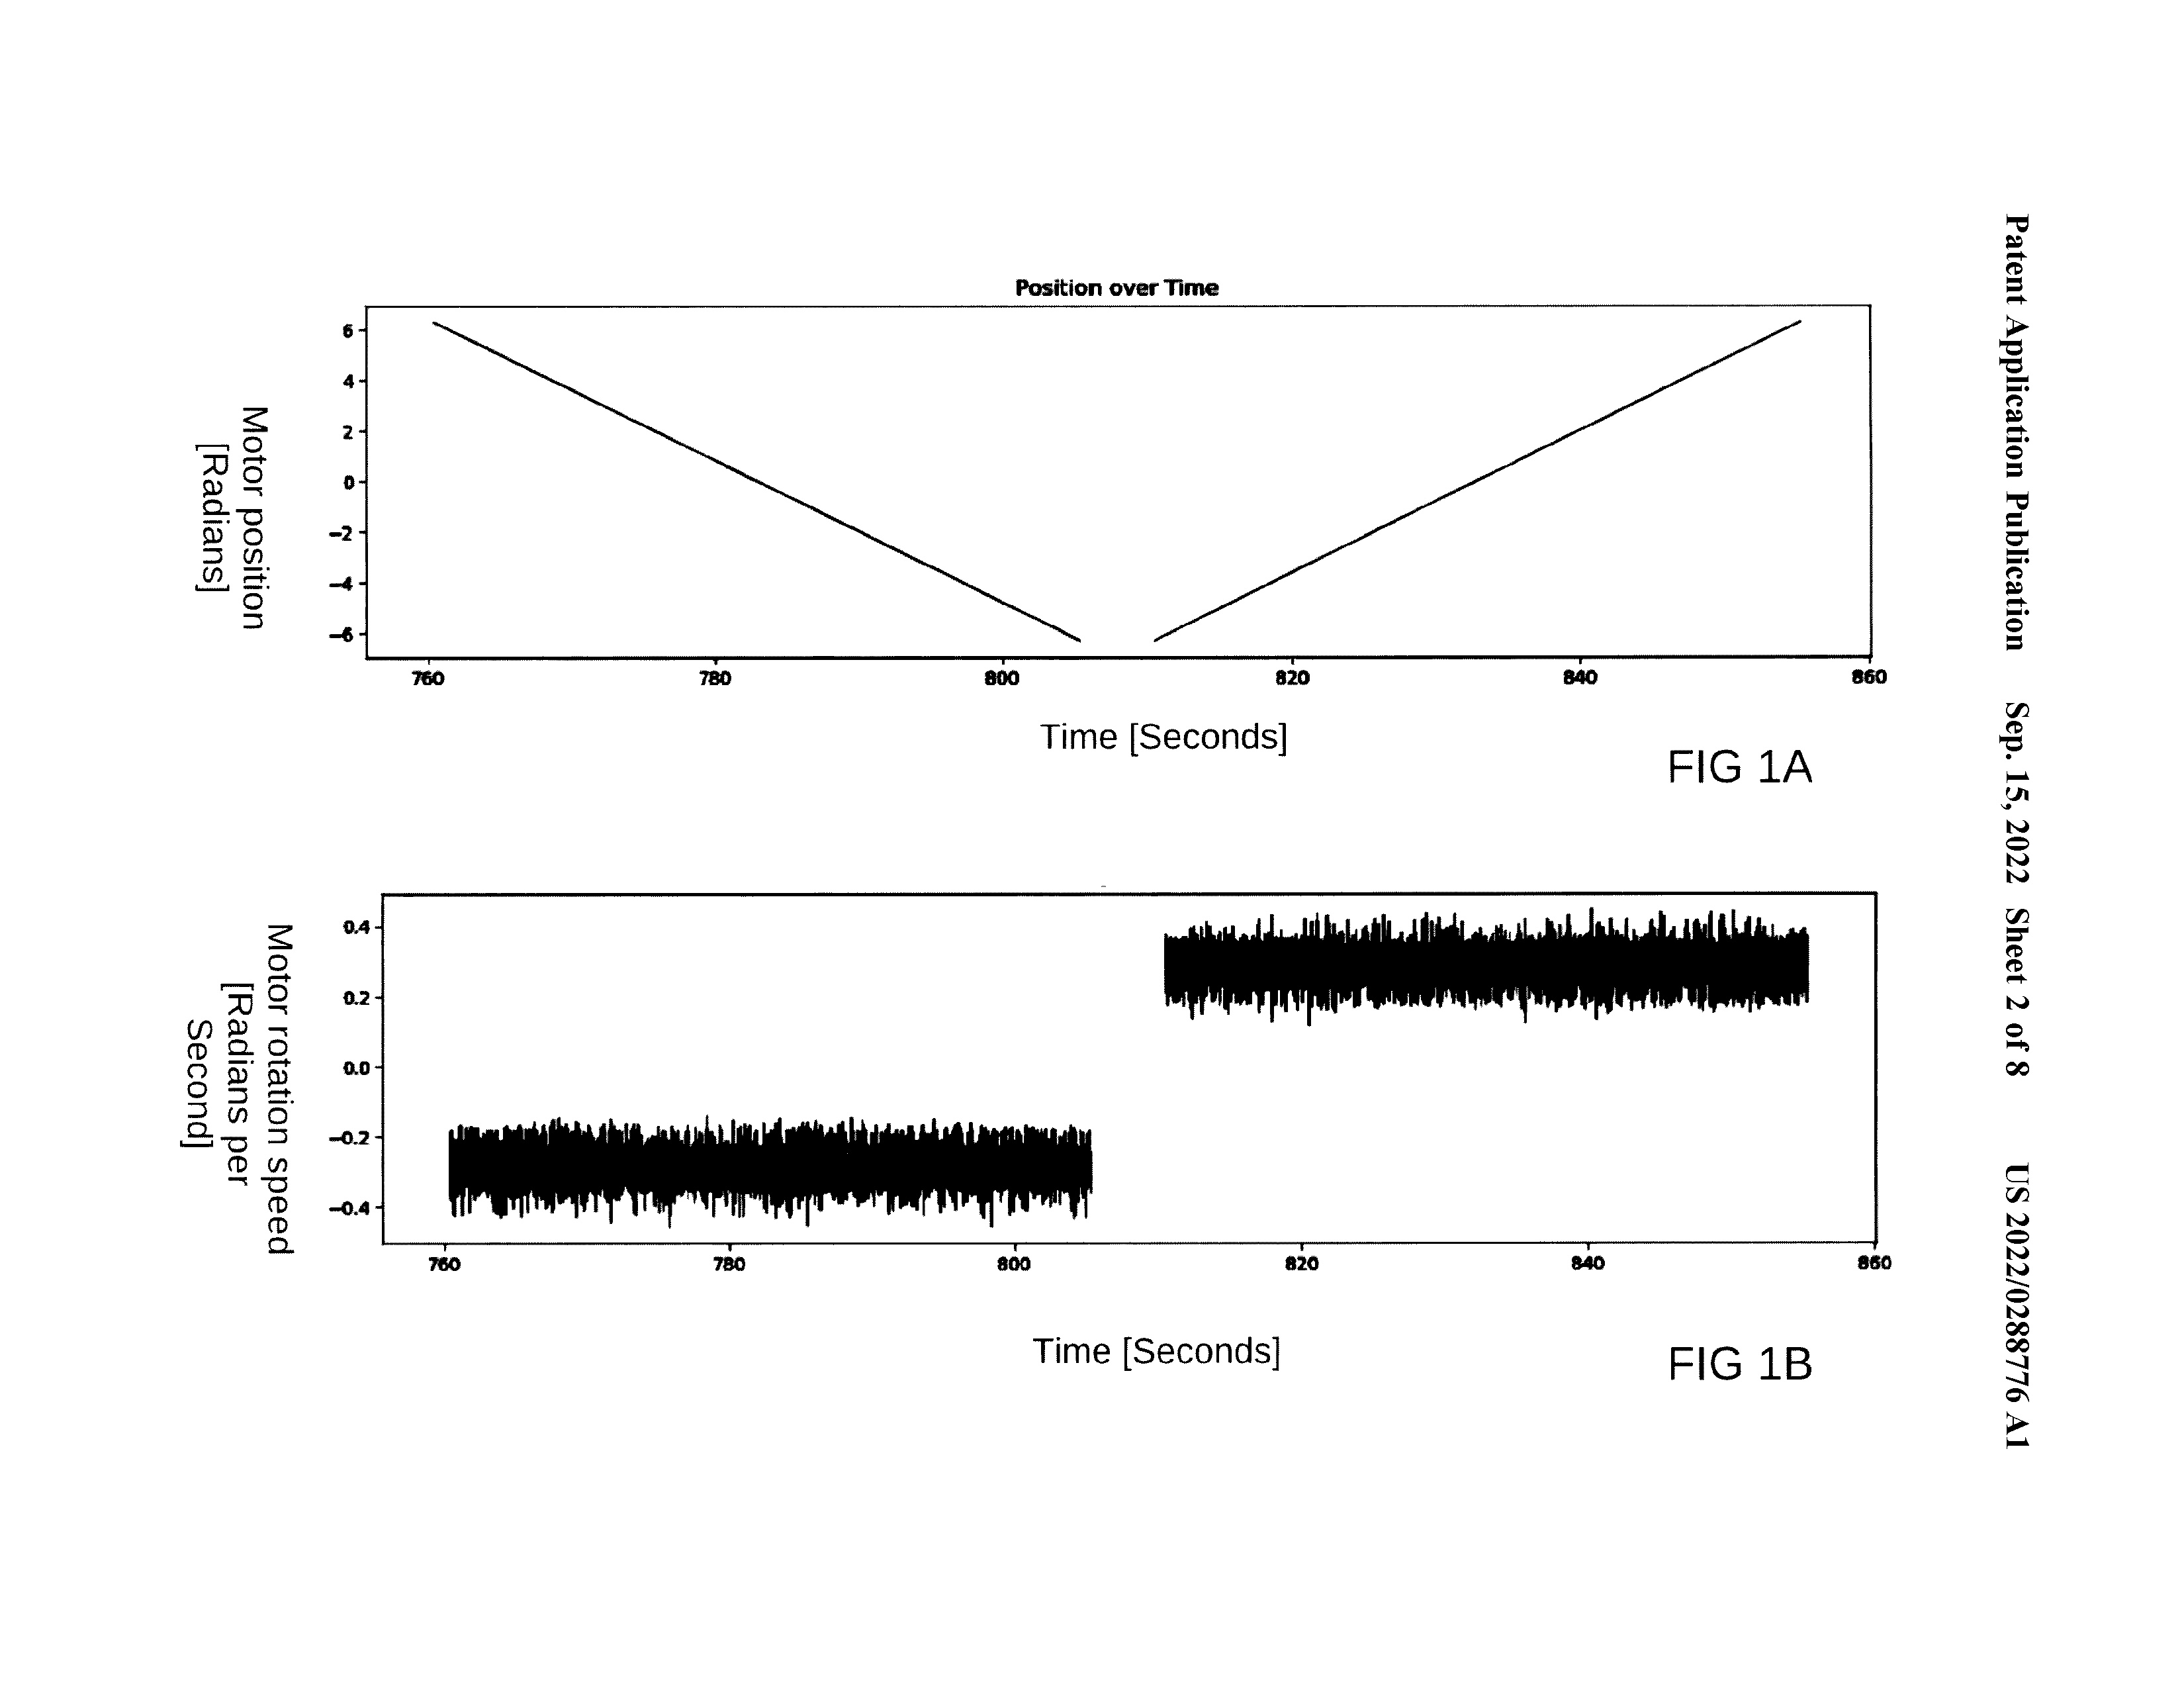 Patent Application Publication Sep. 15, 2022 Sheet 2 of 8 US 2022/0288776 A1
Position over Time
Motor position
[Radians]
6
4
2
0
−2
−4
−6
760 780 800 820 840 860
Time [Seconds]
FIG 1A
Motor rotation speed
[Radians per
Second]
0.4
0.2
0.0
−0.2
−0.4
760 780 800 820 840 860
Time [Seconds]
FIG 1B